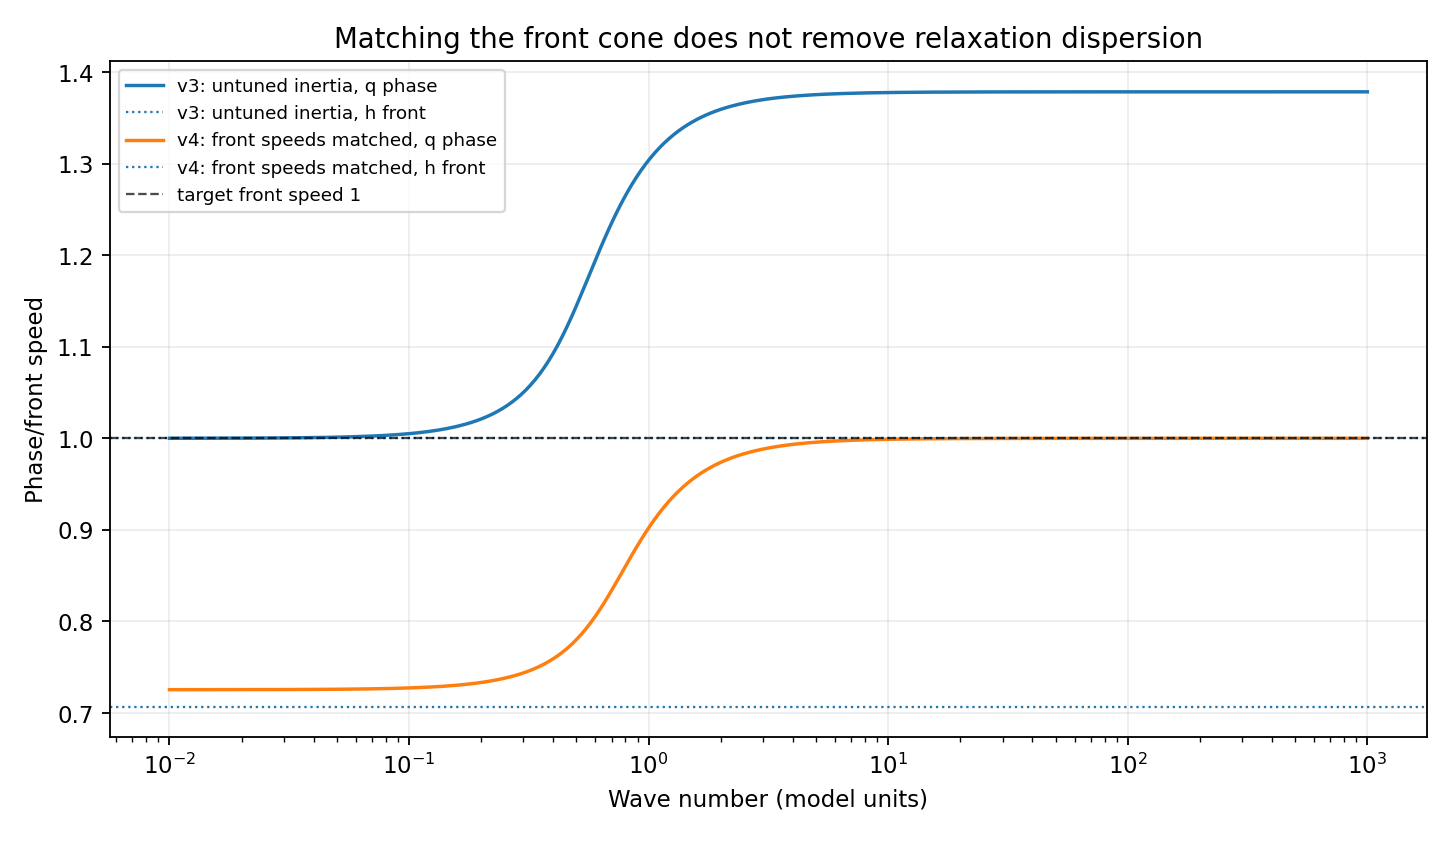 Matching the front cone does not remove relaxation dispersion
v3: untuned inertia, q phase
v3: untuned inertia, h front
v4: front speeds matched, q phase
v4: front speeds matched, h front
target front speed 1
Phase/front speed
1.4
1.3
1.2
1.1
1.0
0.9
0.8
0.7
10⁻² 10⁻¹ 10⁰ 10¹ 10² 10³
Wave number (model units)